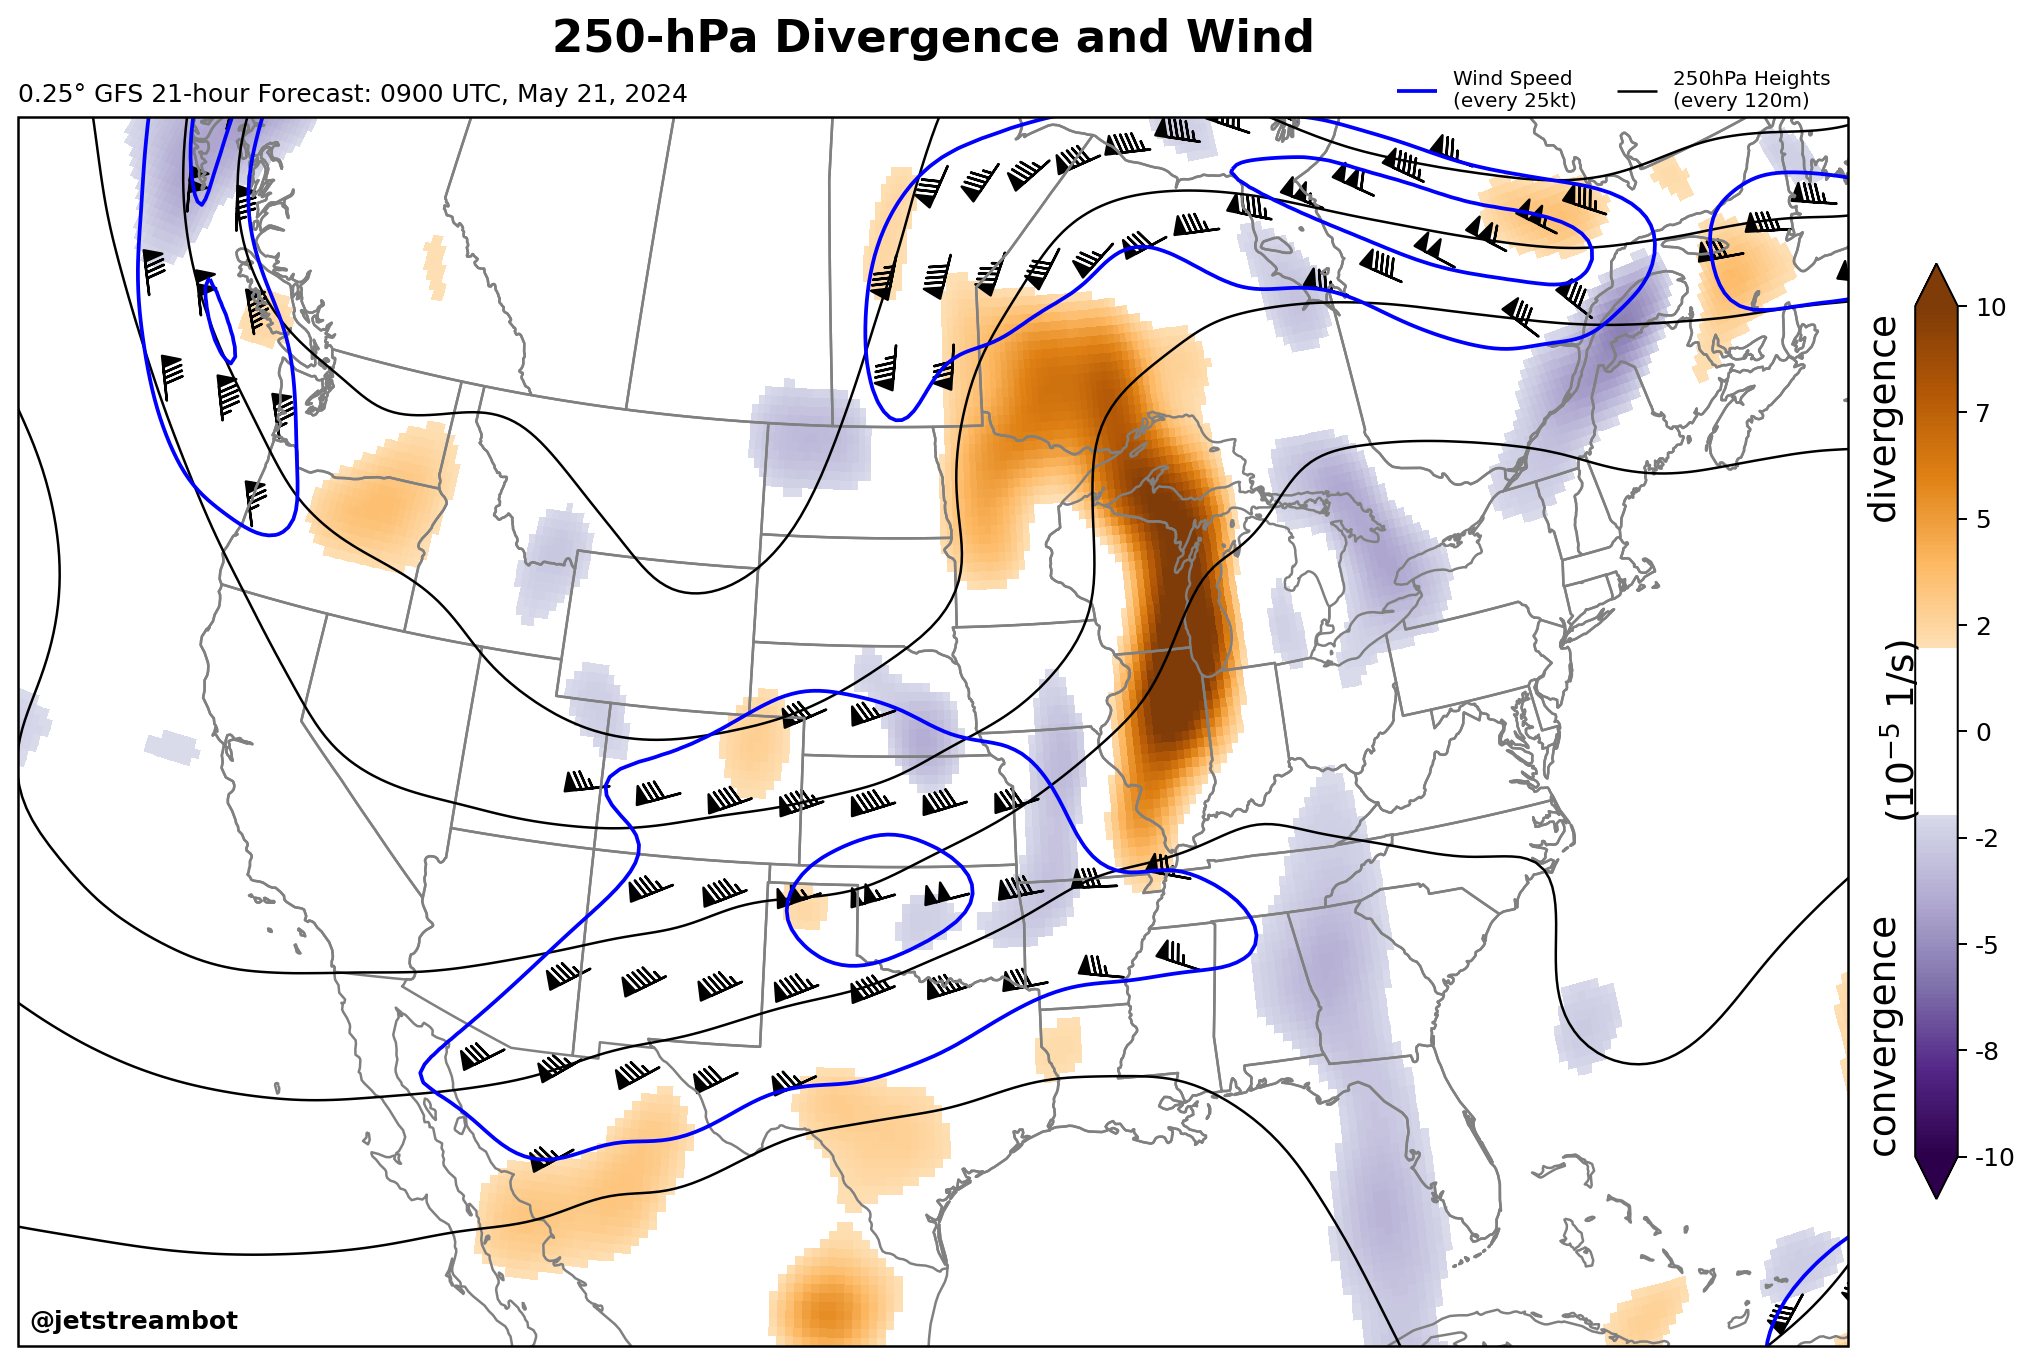 250-hPa Divergence and Wind
0.25° GFS 21-hour Forecast: 0900 UTC, May 21, 2024
Wind Speed
(every 25kt)
250hPa Heights
(every 120m)
divergence
(10⁻⁵ 1/s)
convergence
10
7
5
2
0
-2
-5
-8
-10
@jetstreambot